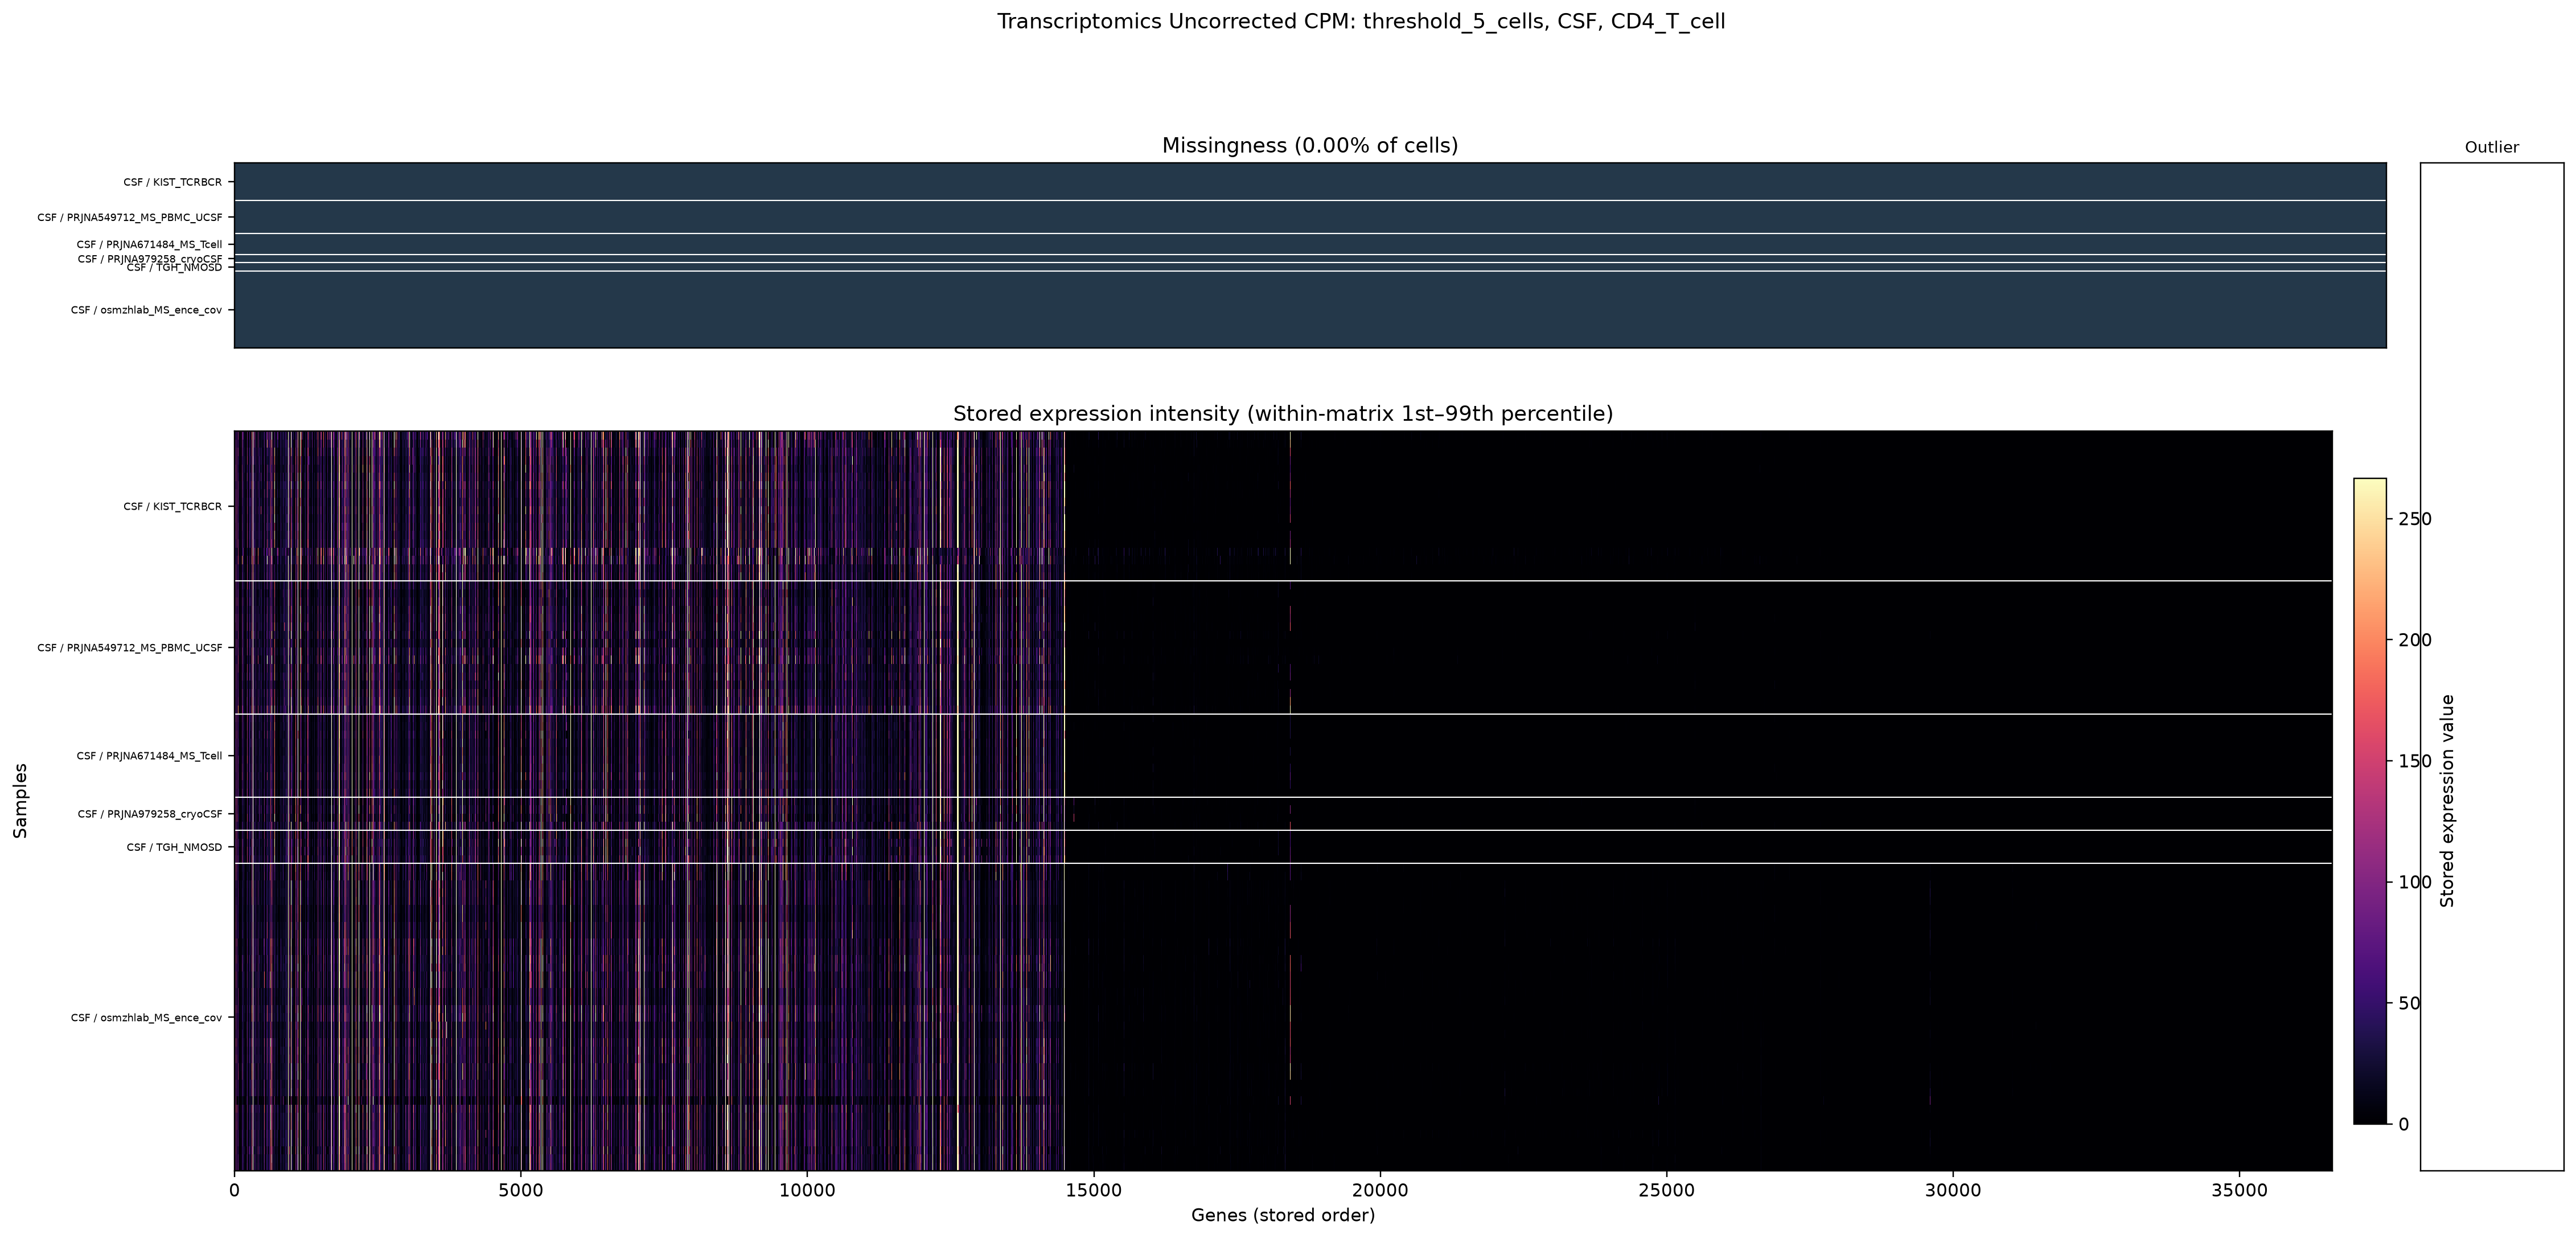 Transcriptomics Uncorrected CPM: threshold_5_cells, CSF, CD4_T_cell
Missingness (0.00% of cells)
Outlier
CSF / KIST_TCRBCR
CSF / PRJNA549712_MS_PBMC_UCSF
CSF / PRJNA671484_MS_Tcell
CSF / PRJNA979258_cryoCSF
CSF / TGH_NMOSD
CSF / osmzhlab_MS_ence_cov
Stored expression intensity (within-matrix 1st–99th percentile)
Samples
CSF / KIST_TCRBCR
CSF / PRJNA549712_MS_PBMC_UCSF
CSF / PRJNA671484_MS_Tcell
CSF / PRJNA979258_cryoCSF
CSF / TGH_NMOSD
CSF / osmzhlab_MS_ence_cov
250
200
150
100
50
0
Stored expression value
0 5000 10000 15000 20000 25000 30000 35000
Genes (stored order)